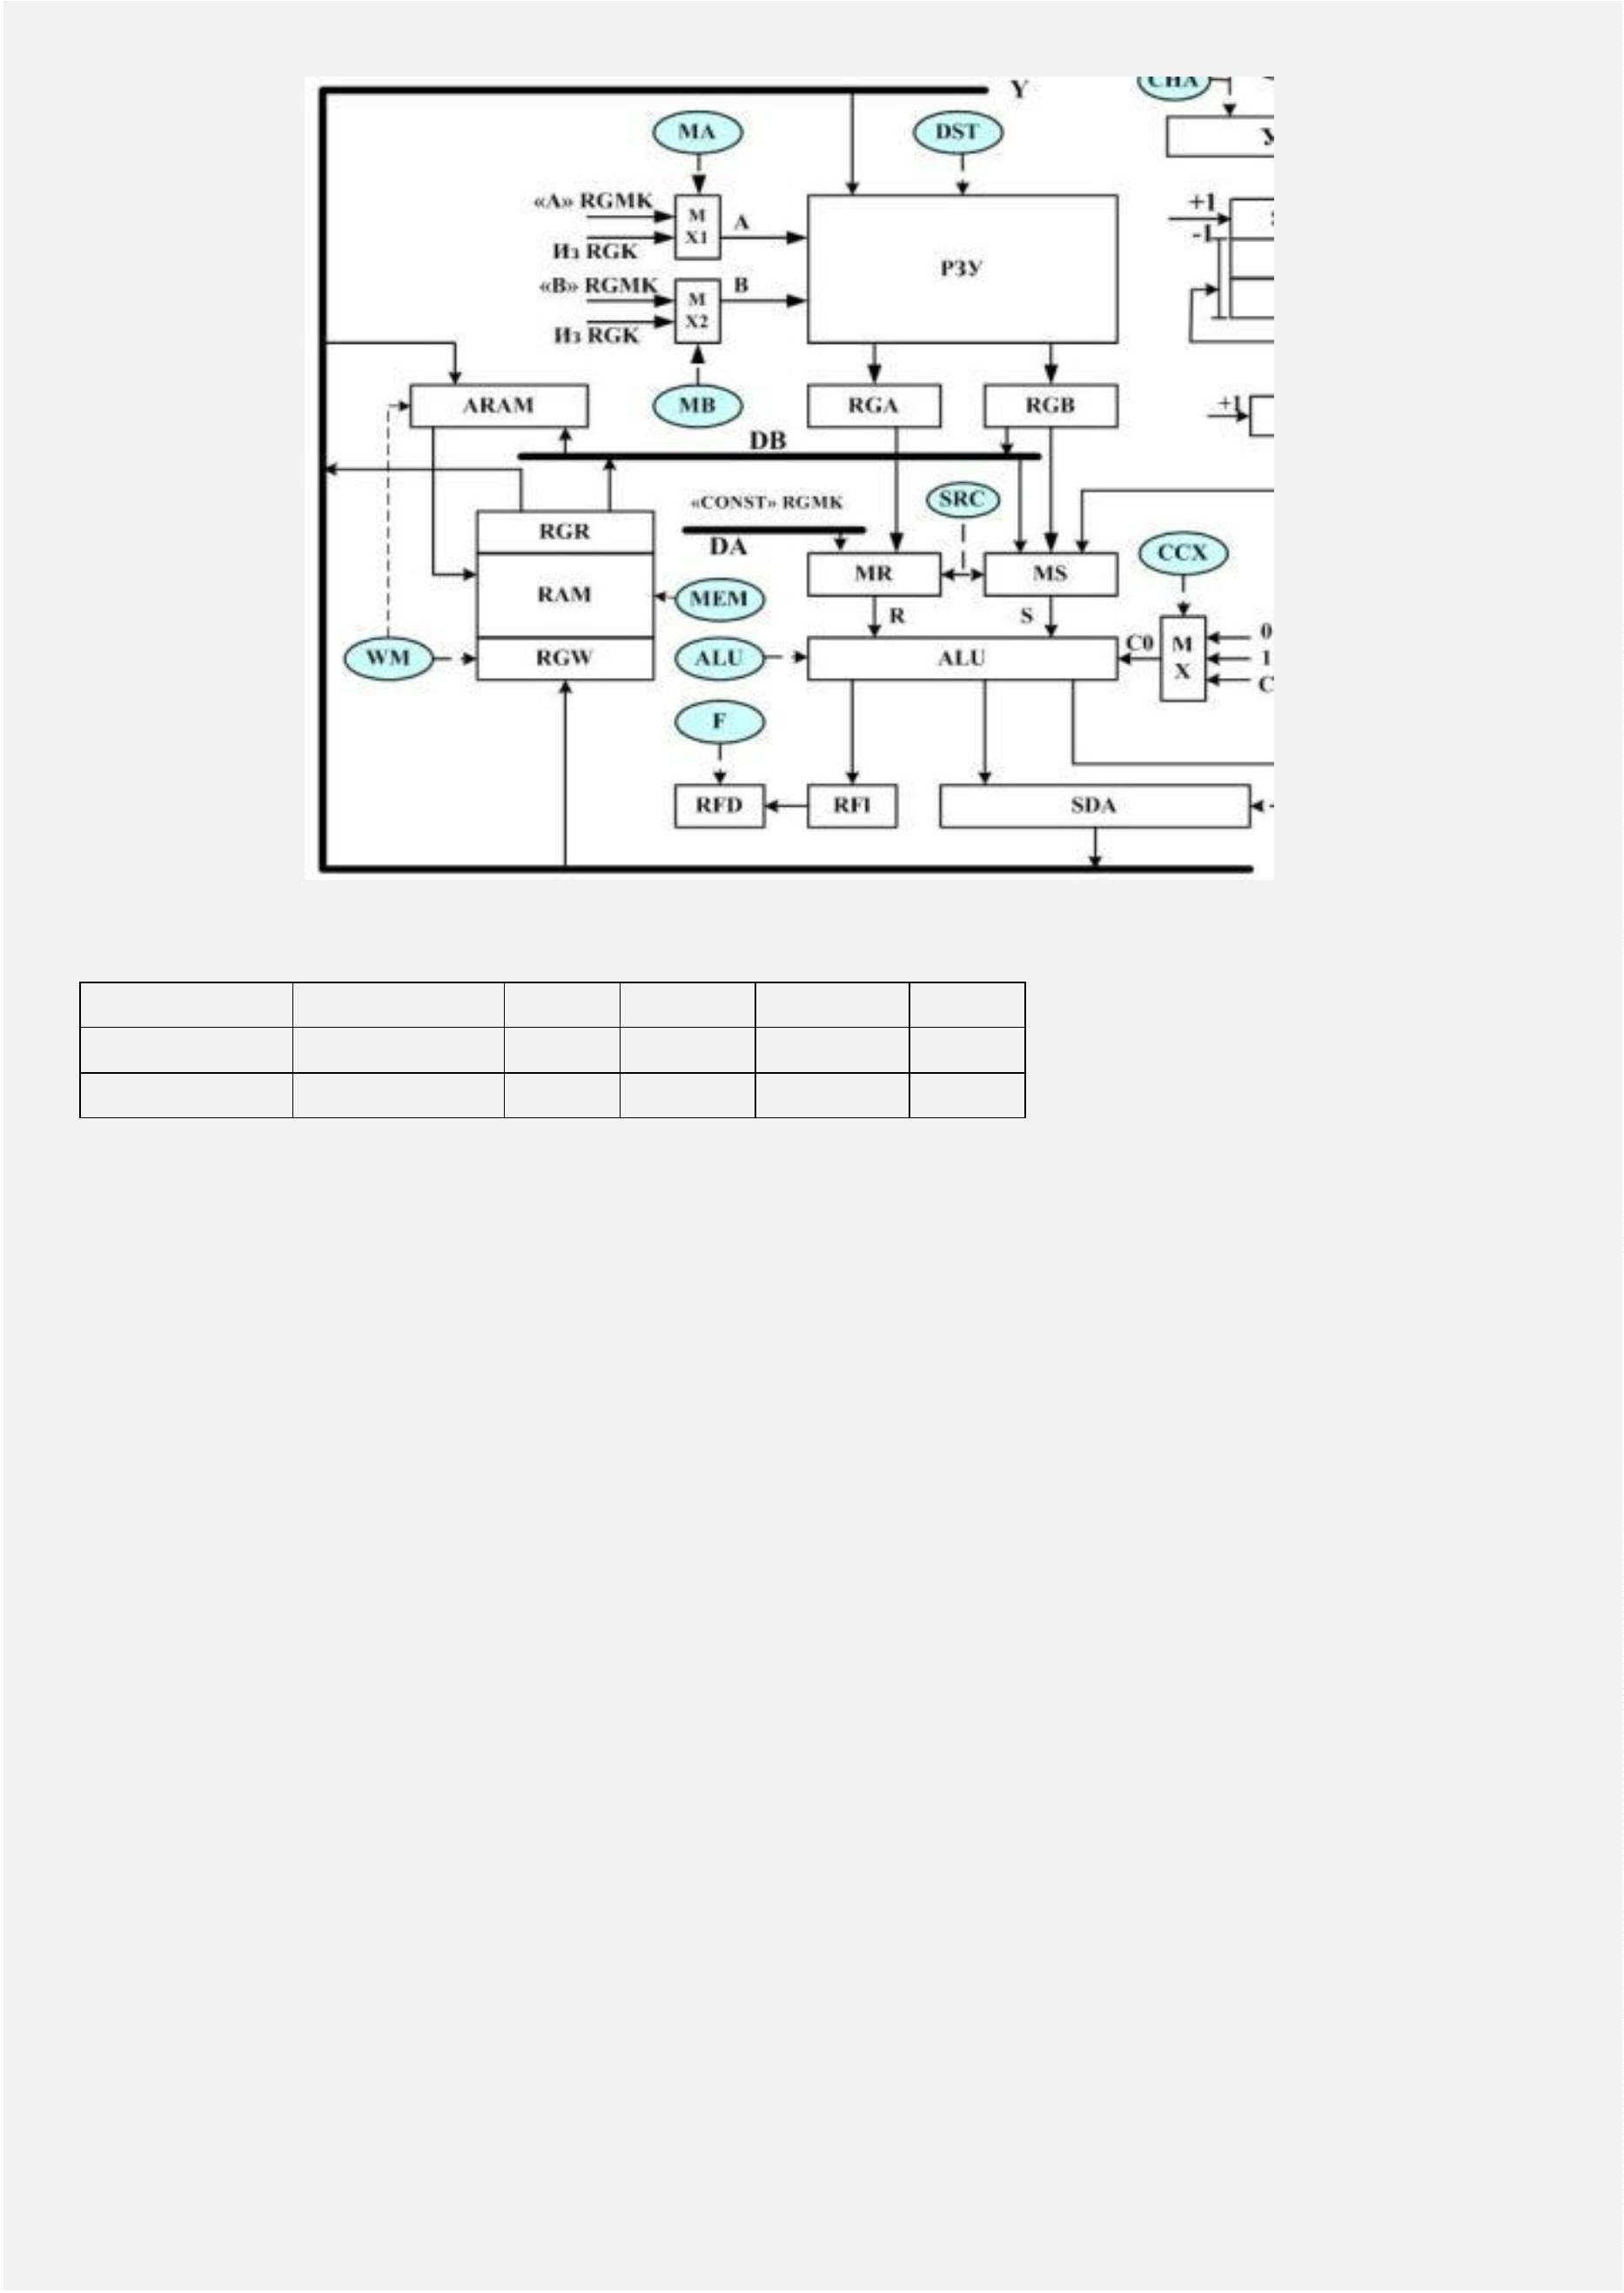 Y
MA
DST
«A» RGMK
M
X1
A
Из RGK
+1
-1
РЗУ
«B» RGMK
M
X2
B
Из RGK
ARAM
MB
RGA
RGB
+1
DB
«CONST» RGMK
SRC
RGR
DA
CCX
MR
MS
RAM
MEM
R
S
0
WM
RGW
ALU
ALU
C0
M
X
1
C
F
RFD
RFI
SDA